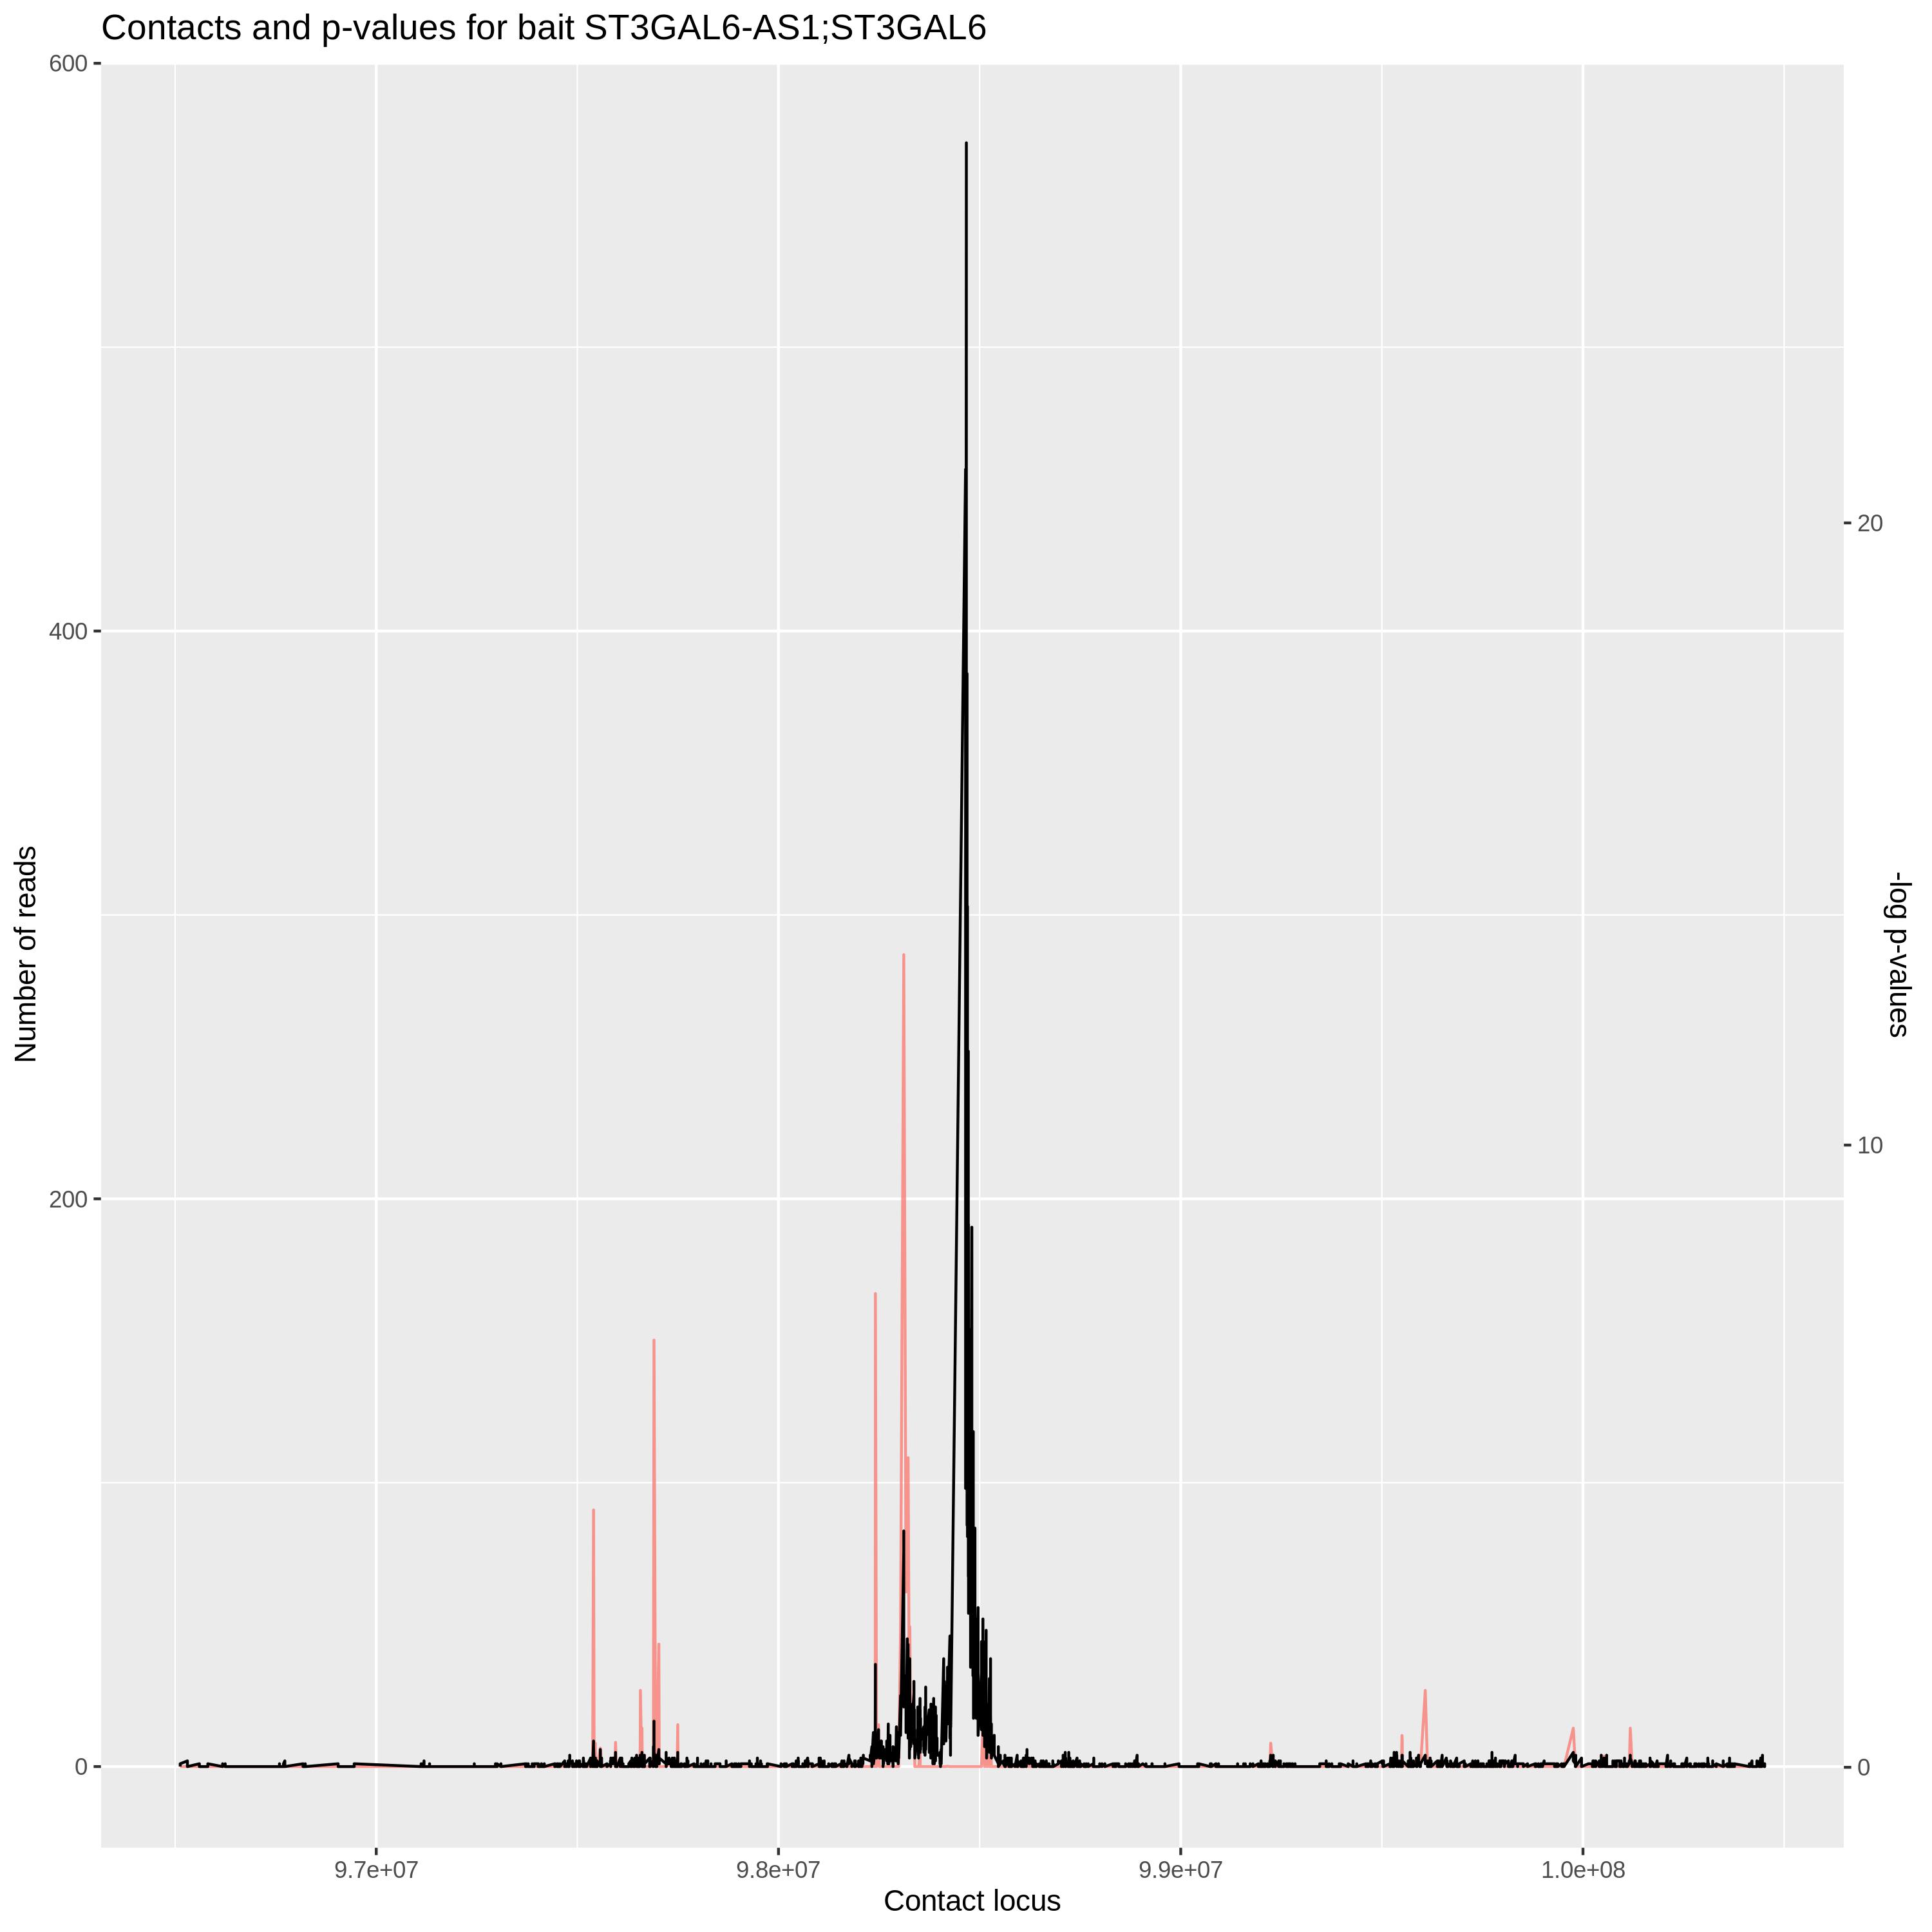 Contacts and p-values for bait ST3GAL6-AS1;ST3GAL6
600
400
200
0
Number of reads
20
10
0
-log p-values
9.7e+07
9.8e+07
9.9e+07
1.0e+08
Contact locus